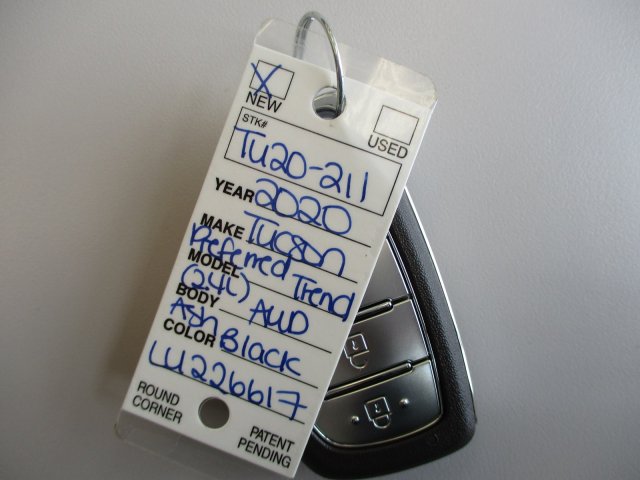 NEW
USED
STK#
TU20-211
YEAR 2020
MAKE Tucson
Preferred Trend
MODEL
(2.4L)
BODY AWD
Ash Black
COLOR
LU226617
ROUND CORNER
PATENT PENDING